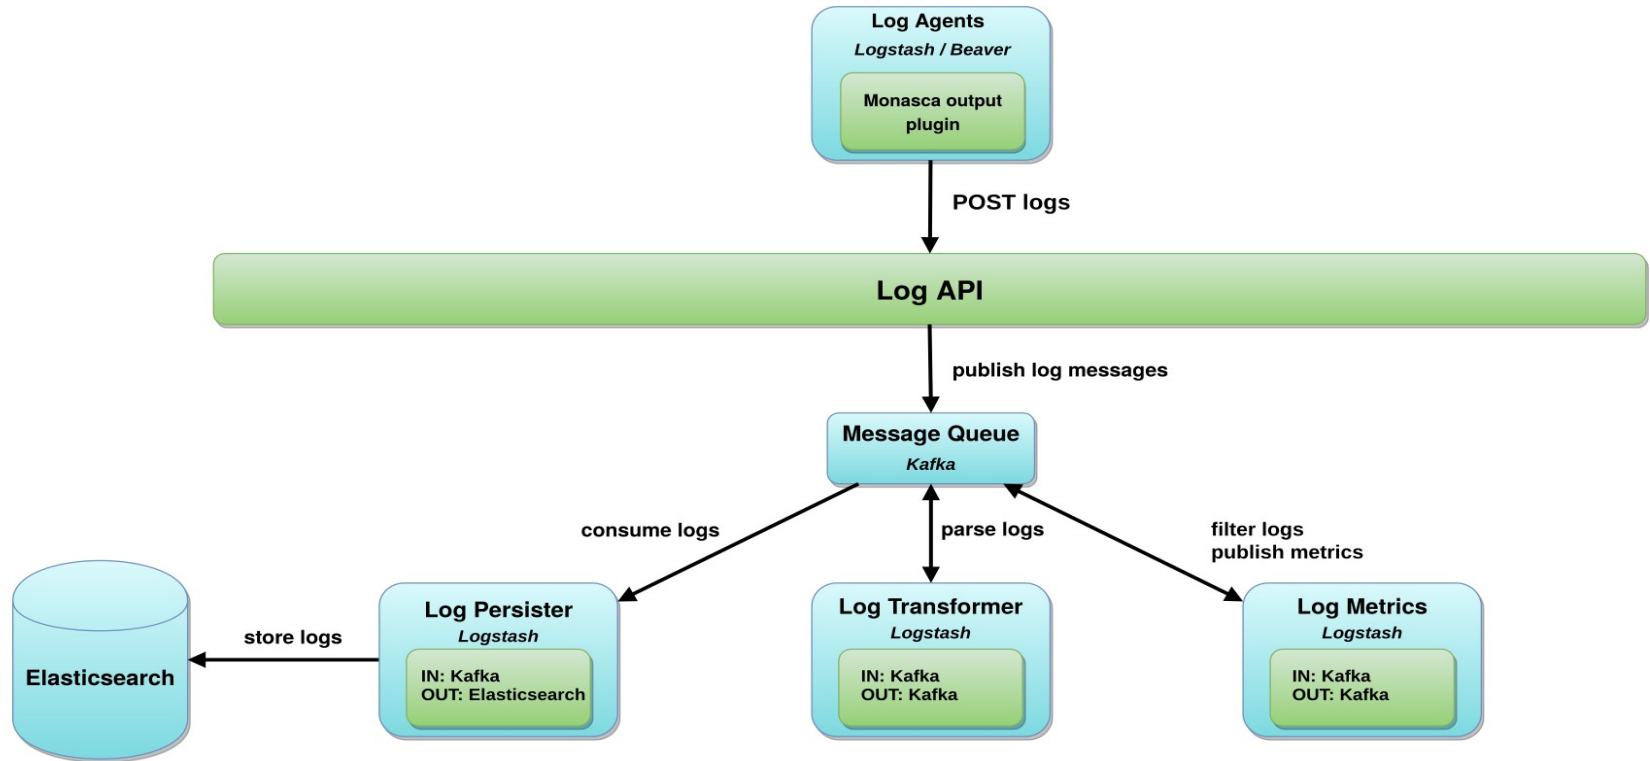 Log Agents
Logstash / Beaver
Monasca output
plugin
POST logs
Log API
publish log messages
Message Queue
Kafka
consume logs
parse logs
filter logs
publish metrics
Log Persister
Logstash
IN: Kafka
OUT: Elasticsearch
Log Transformer
Logstash
IN: Kafka
OUT: Kafka
Log Metrics
Logstash
IN: Kafka
OUT: Kafka
store logs
Elasticsearch